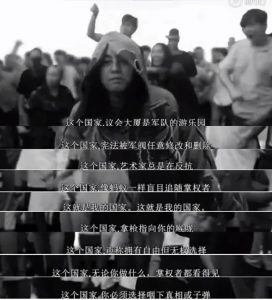 这个国家,议会大厦是军队的游乐园
这个国家,宪法被军阀任意修改和删除
这个国家,艺术家总是在反抗
这个国家,像蚂蚁一样盲目追随掌权者
这就是我的国家。这就是我的国家。
这个国家,拿枪指向你的喉咙
这个国家,声称拥有自由但无权选择
这个国家,无论你做什么,掌权者都看得见
这个国家,你必须选择咽下真相或子弹